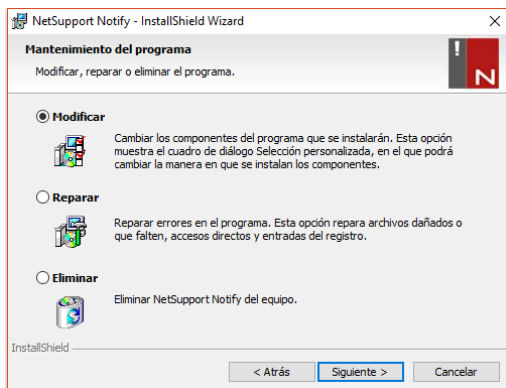 NetSupport Notify - InstallShield Wizard
Mantenimiento del programa
Modificar, reparar o eliminar el programa.
! N
Modificar
Cambiar los componentes del programa que se instalarán. Esta opción
muestra el cuadro de diálogo Selección personalizada, en el que podrá
cambiar la manera en que se instalan los componentes.
Reparar
Reparar errores en el programa. Esta opción repara archivos dañados o
que falten, accesos directos y entradas del registro.
Eliminar
Eliminar NetSupport Notify del equipo.
InstallShield
< Atrás
Siguiente >
Cancelar